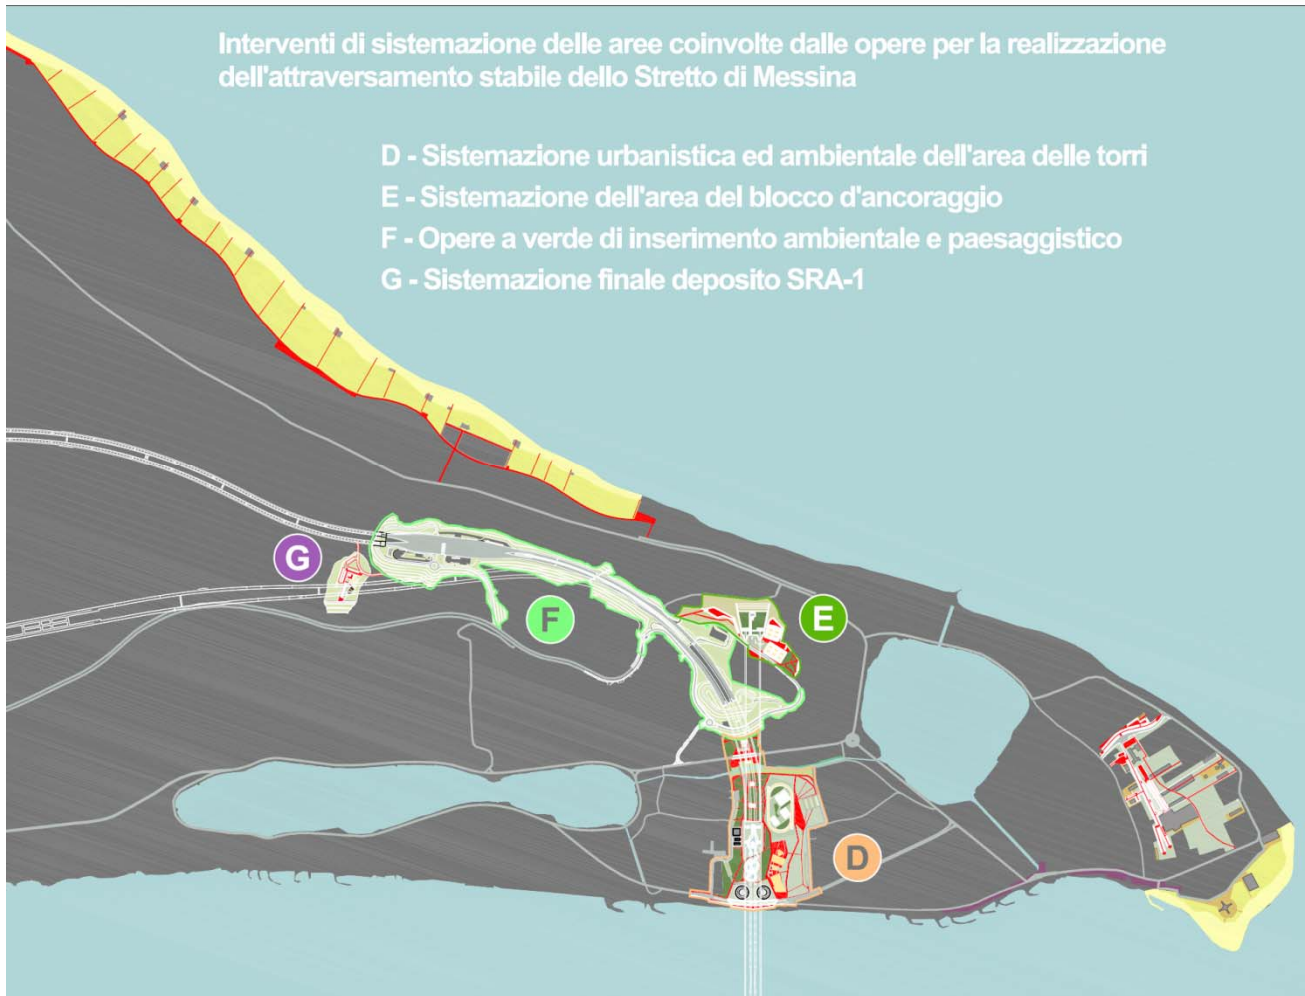 Interventi di sistemazione delle aree coinvolte dalle opere per la realizzazione
dell'attraversamento stabile dello Stretto di Messina
D - Sistemazione urbanistica ed ambientale dell'area delle torri
E - Sistemazione dell'area del blocco d'ancoraggio
F - Opere a verde di inserimento ambientale e paesaggistico
G - Sistemazione finale deposito SRA-1
G
F
E
D